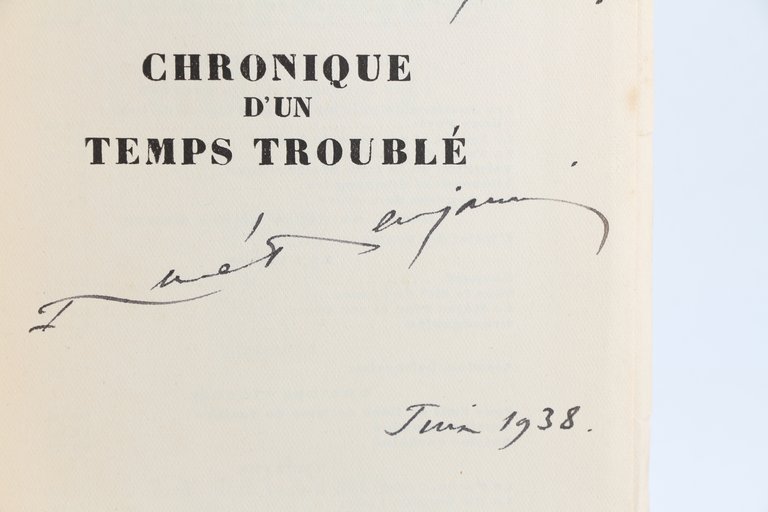 CHRONIQUE
D'UN
TEMPS TROUBLÉ
Juin 1938.